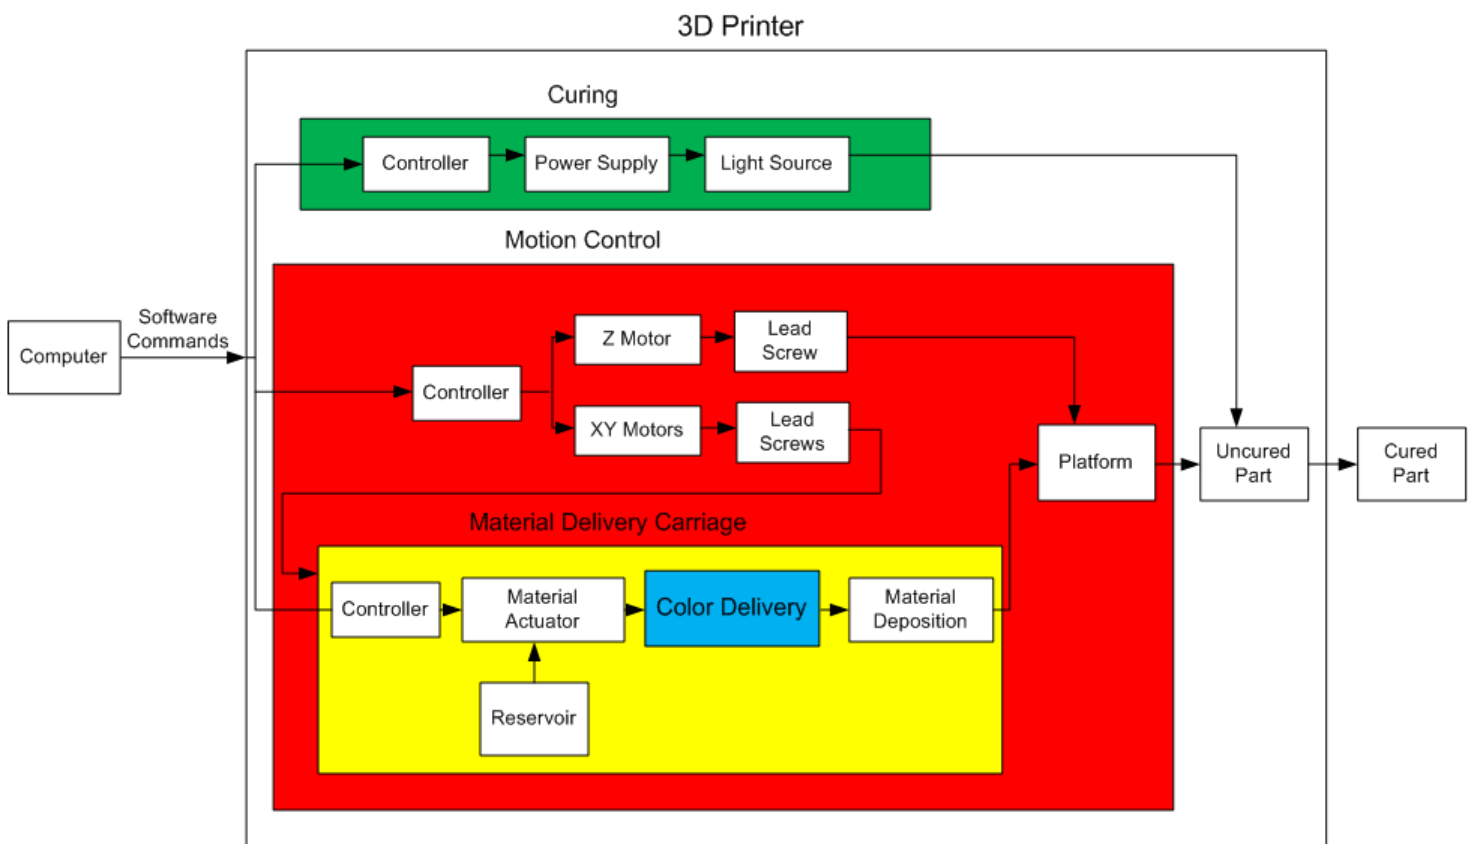 3D Printer
Curing
Controller
Power Supply
Light Source
Motion Control
Software
Commands
Computer
Controller
Z Motor
Lead
Screw
XY Motors
Lead
Screws
Platform
Uncured
Part
Cured
Part
Material Delivery Carriage
Controller
Material
Actuator
Color Delivery
Material
Deposition
Reservoir